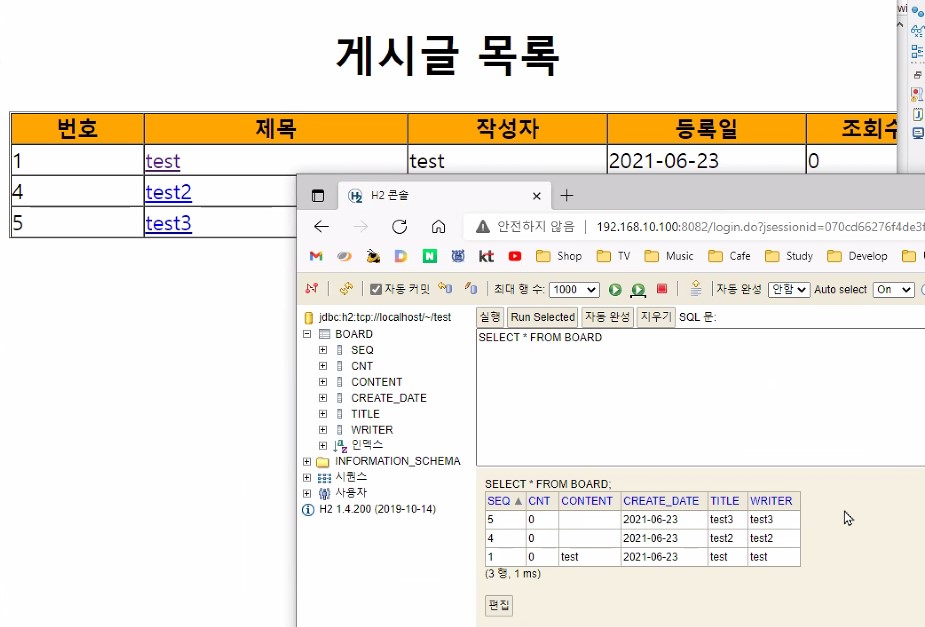 게시글 목록
번호 제목 작성자 등록일 조회수
1 test test 2021-06-23 0
4 test2
5 test3
wi
H2 콘솔
안전하지 않음 192.168.10.100:8082/login.do?jsessionid=070cd66276f4de3f
Shop TV Music Cafe Study Develop
자동 커밋 최대 행 수: 1000 자동 완성 안함 Auto select On
jdbc:h2:tcp://localhost/~/test
BOARD
SEQ
CNT
CONTENT
CREATE_DATE
TITLE
WRITER
인덱스
INFORMATION_SCHEMA
시퀀스
사용자
H2 1.4.200 (2019-10-14)
실행 Run Selected 자동 완성 지우기 SQL 문:
SELECT * FROM BOARD
SELECT * FROM BOARD;
SEQ CNT CONTENT CREATE_DATE TITLE WRITER
5 0 2021-06-23 test3 test3
4 0 2021-06-23 test2 test2
1 0 test 2021-06-23 test test
(3 행, 1 ms)
편집